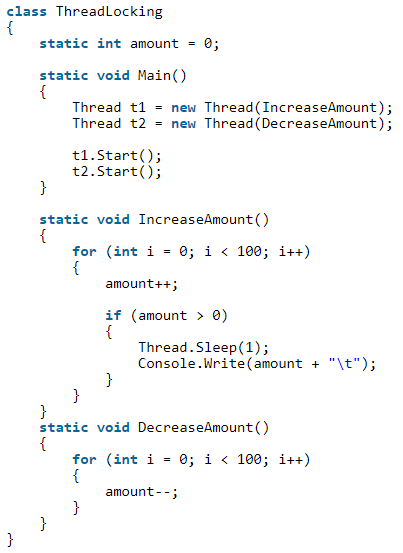 class ThreadLocking
{
    static int amount = 0;

    static void Main()
    {
        Thread t1 = new Thread(IncreaseAmount);
        Thread t2 = new Thread(DecreaseAmount);

        t1.Start();
        t2.Start();
    }

    static void IncreaseAmount()
    {
        for (int i = 0; i < 100; i++)
        {
            amount++;

            if (amount > 0)
            {
                Thread.Sleep(1);
                Console.Write(amount + "\t");
            }
        }
    }
    static void DecreaseAmount()
    {
        for (int i = 0; i < 100; i++)
        {
            amount--;
        }
    }
}